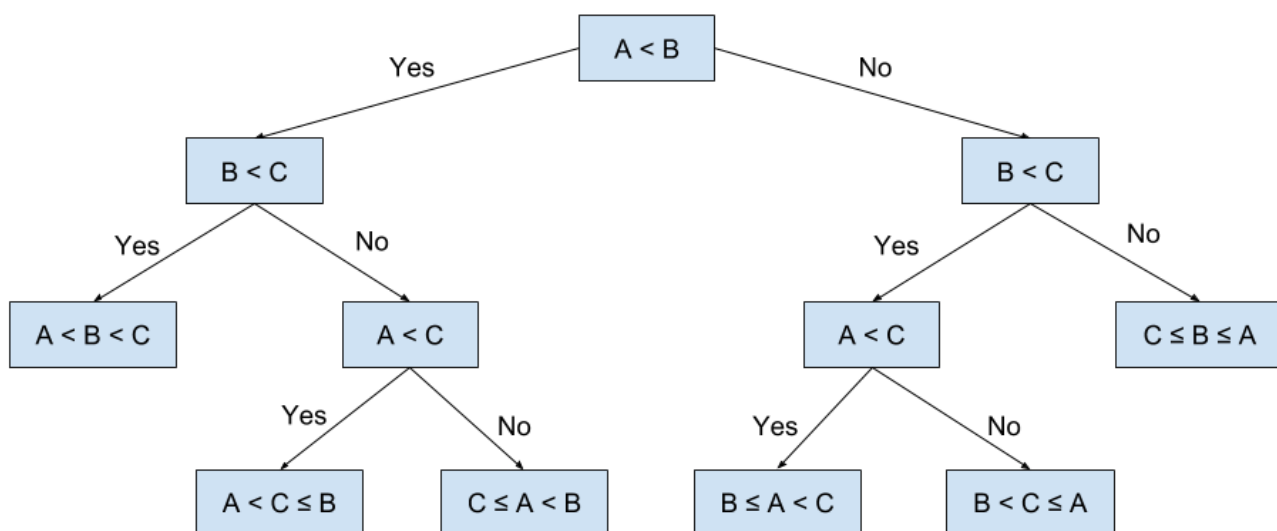 A < B
Yes
No
B < C
B < C
Yes
No
Yes
No
A < B < C
A < C
A < C
C ≤ B ≤ A
Yes
No
Yes
No
A < C ≤ B
C ≤ A < B
B ≤ A < C
B < C ≤ A